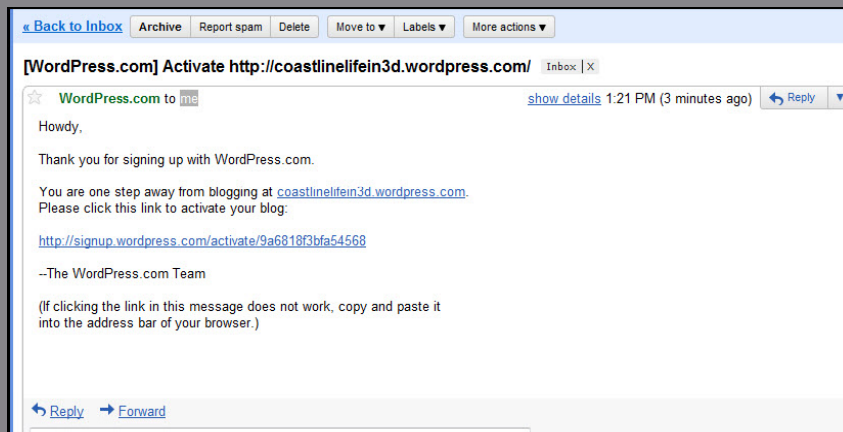 « Back to Inbox Archive Report spam Delete Move to ▾ Labels ▾ More actions ▾
[WordPress.com] Activate http://coastlinelifein3d.wordpress.com/ Inbox | X
WordPress.com to me show details 1:21 PM (3 minutes ago) Reply
Howdy,
Thank you for signing up with WordPress.com.
You are one step away from blogging at coastlinelifein3d.wordpress.com.
Please click this link to activate your blog:
http://signup.wordpress.com/activate/9a6818f3bfa54568
--The WordPress.com Team
(If clicking the link in this message does not work, copy and paste it
into the address bar of your browser.)
Reply Forward